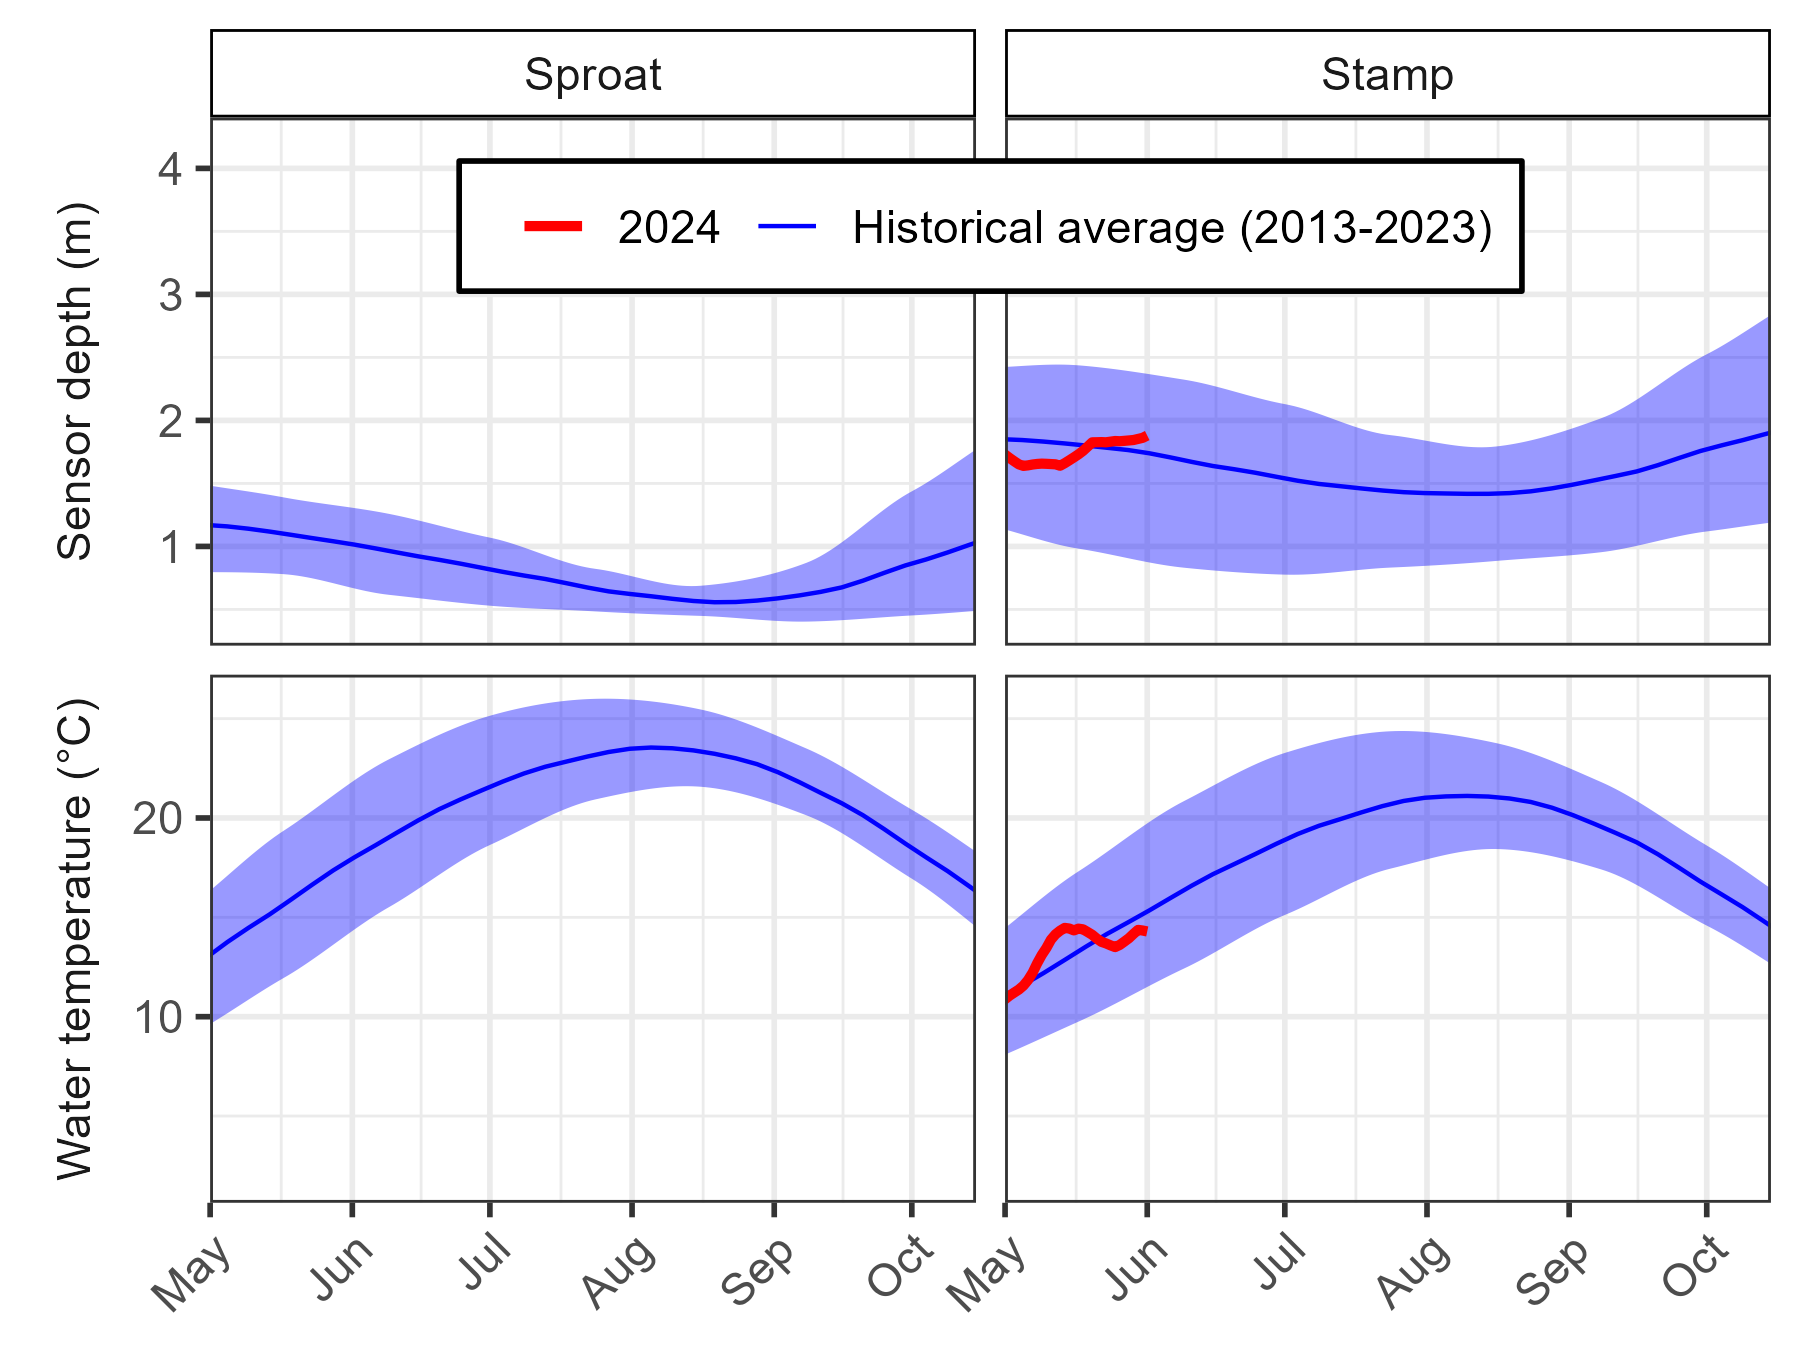 Sproat
Stamp
Sensor depth (m)
4
3
2
1
2024
Historical average (2013-2023)
Water temperature (°C)
20
10
May
Jun
Jul
Aug
Sep
Oct
May
Jun
Jul
Aug
Sep
Oct